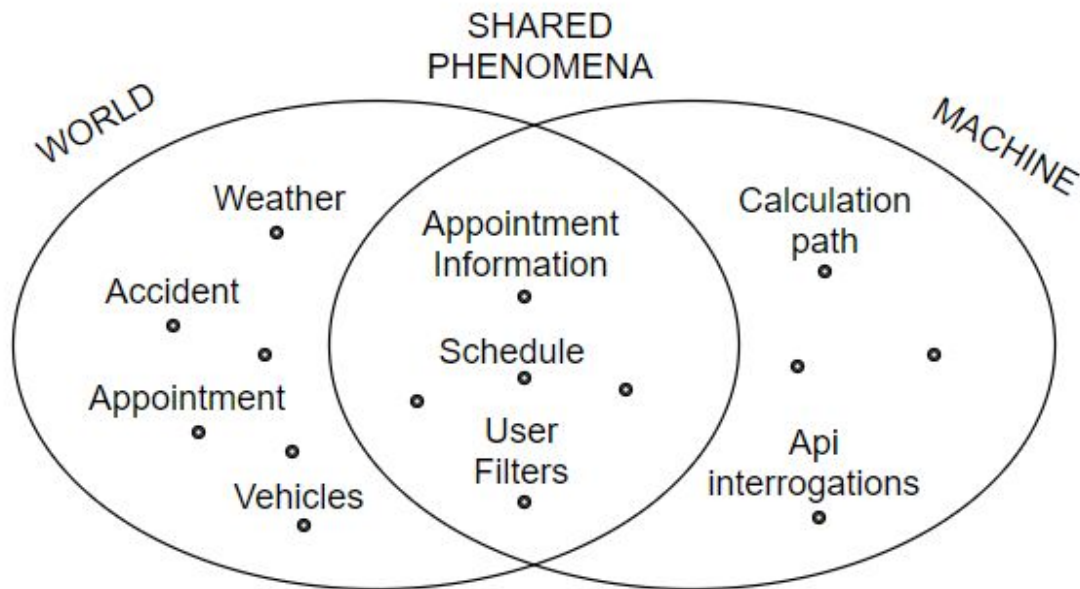 SHARED
PHENOMENA
WORLD
MACHINE
Weather
Accident
Appointment
Vehicles
Appointment
Information
Schedule
User
Filters
Calculation
path
Api
interrogations